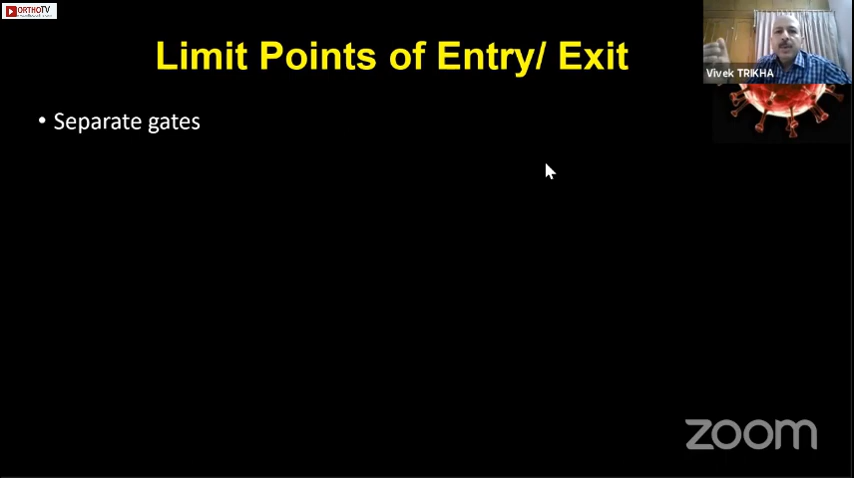 ORTHOTV
Limit Points of Entry/ Exit
Vivek TRIKHA
• Separate gates
zoom